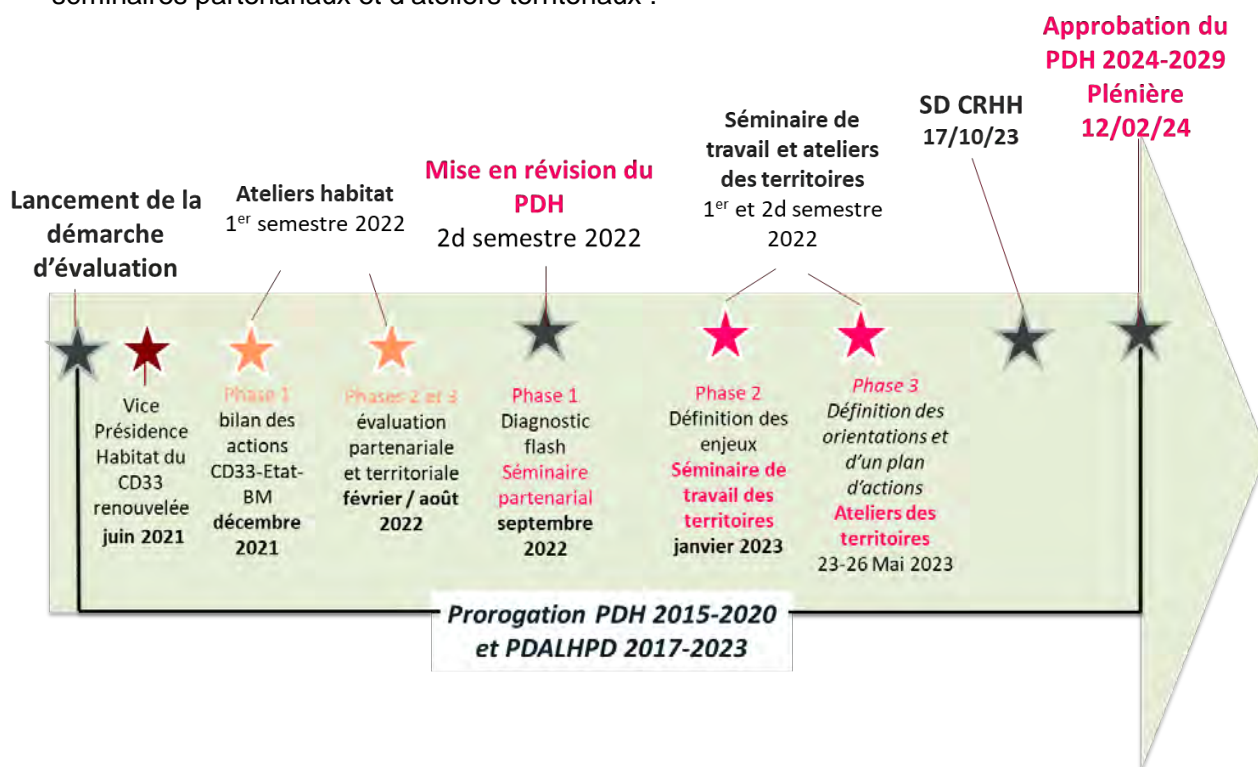 séminaires partenariaux et d'ateliers territoriaux :
Approbation du
PDH 2024-2029
Plénière
12/02/24
SD CRHH
17/10/23
Séminaire de
travail et ateliers
des territoires
1er et 2d semestre
2022
Mise en révision du
PDH
2d semestre 2022
Ateliers habitat
1er semestre 2022
Lancement de la
démarche
d'évaluation
Vice
Présidence
Habitat du
CD33
renouvelée
juin 2021
Phase 1
bilan des
actions
CD33-Etat-
BM
décembre
2021
Phases 2 et 3
évaluation
partenariale
et territoriale
février / août
2022
Phase 1
Diagnostic
flash
Séminaire
partenarial
septembre
2022
Phase 2
Définition des
enjeux
Séminaire de
travail des
territoires
janvier 2023
Phase 3
Définition des
orientations et
d'un plan
d'actions
Ateliers des
territoires
23-26 Mai 2023
Prorogation PDH 2015-2020
et PDALHPD 2017-2023